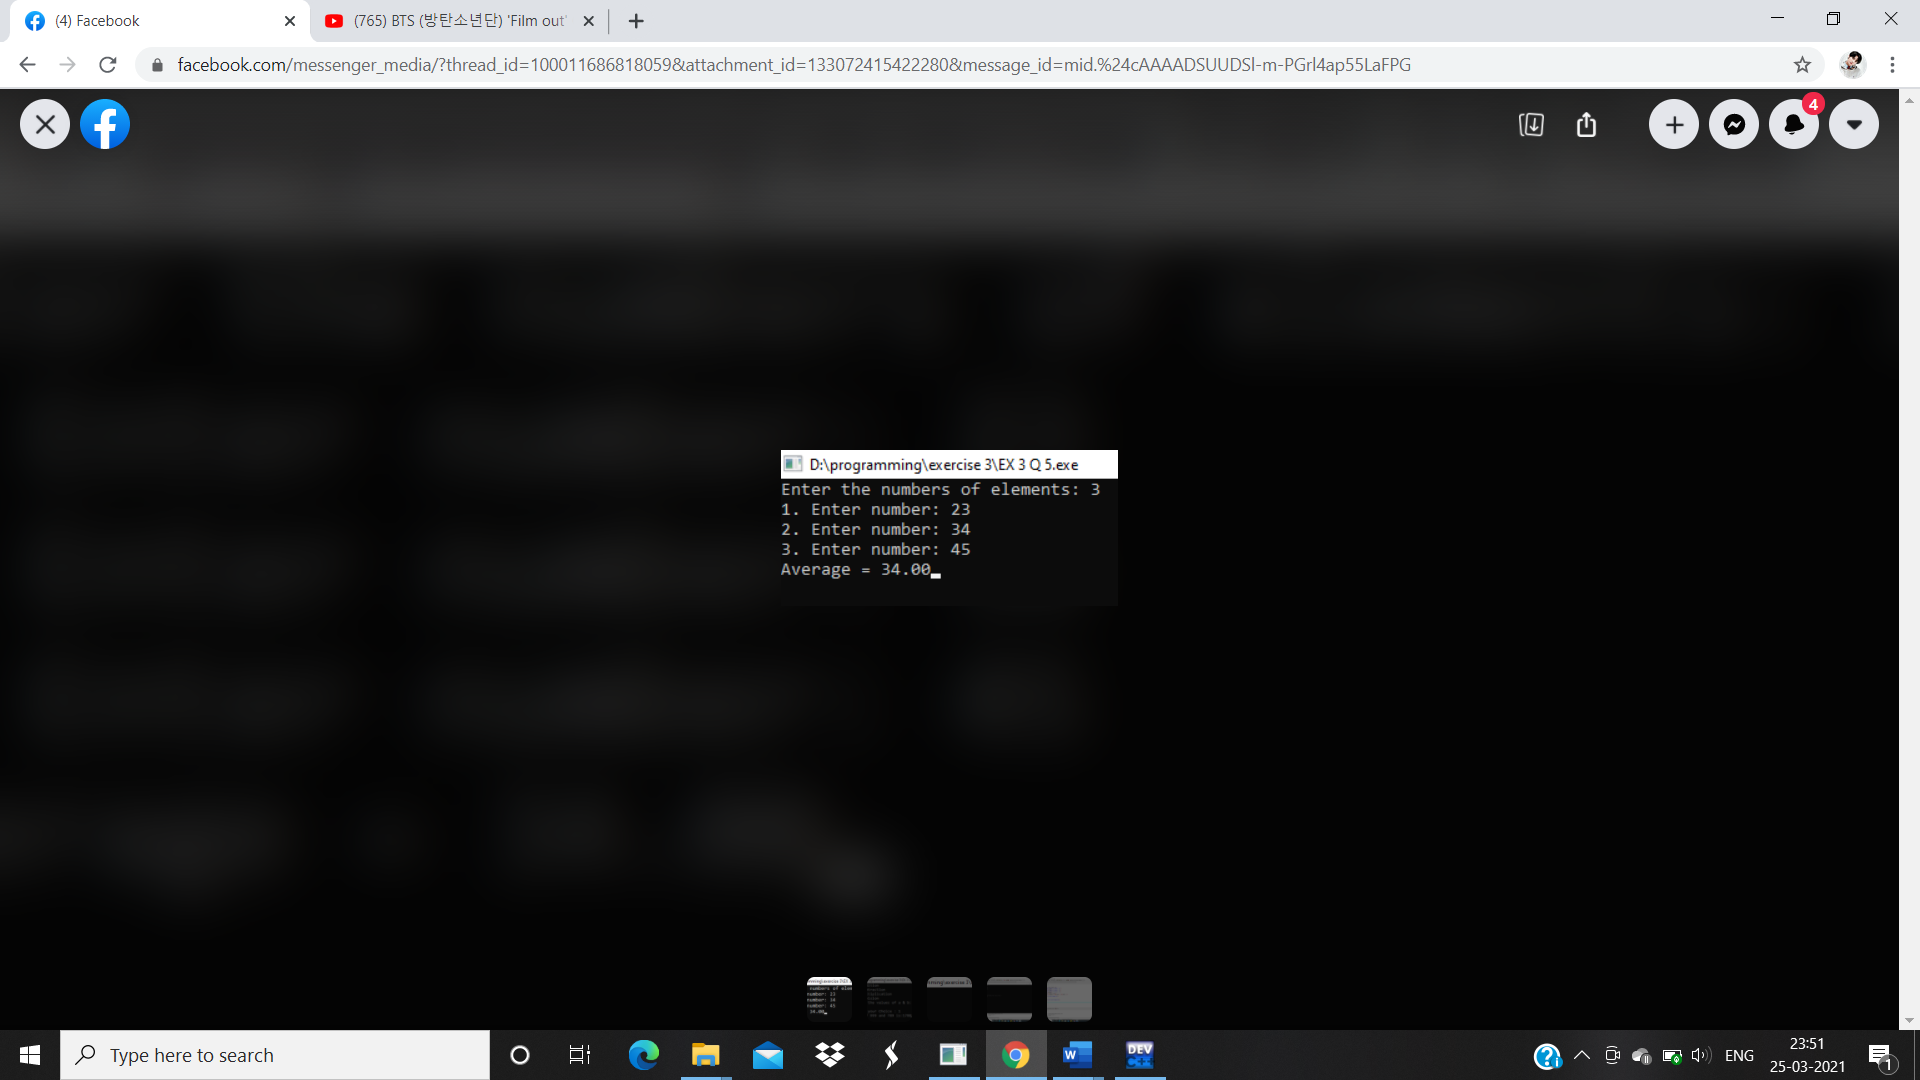 (4) Facebook
(765) BTS (방탄소년단) 'Film out'
facebook.com/messenger_media/?thread_id=100011686818059&attachment_id=133072415422280&message_id=mid.%24cAAAADSUUDSl-m-PGrl4ap55LaFPG
4
D:\programming\exercise 3\EX 3 Q 5.exe
Enter the numbers of elements: 3
1. Enter number: 23
2. Enter number: 34
3. Enter number: 45
Average = 34.00
Type here to search
DEV
C++
ENG
23:51
25-03-2021
1